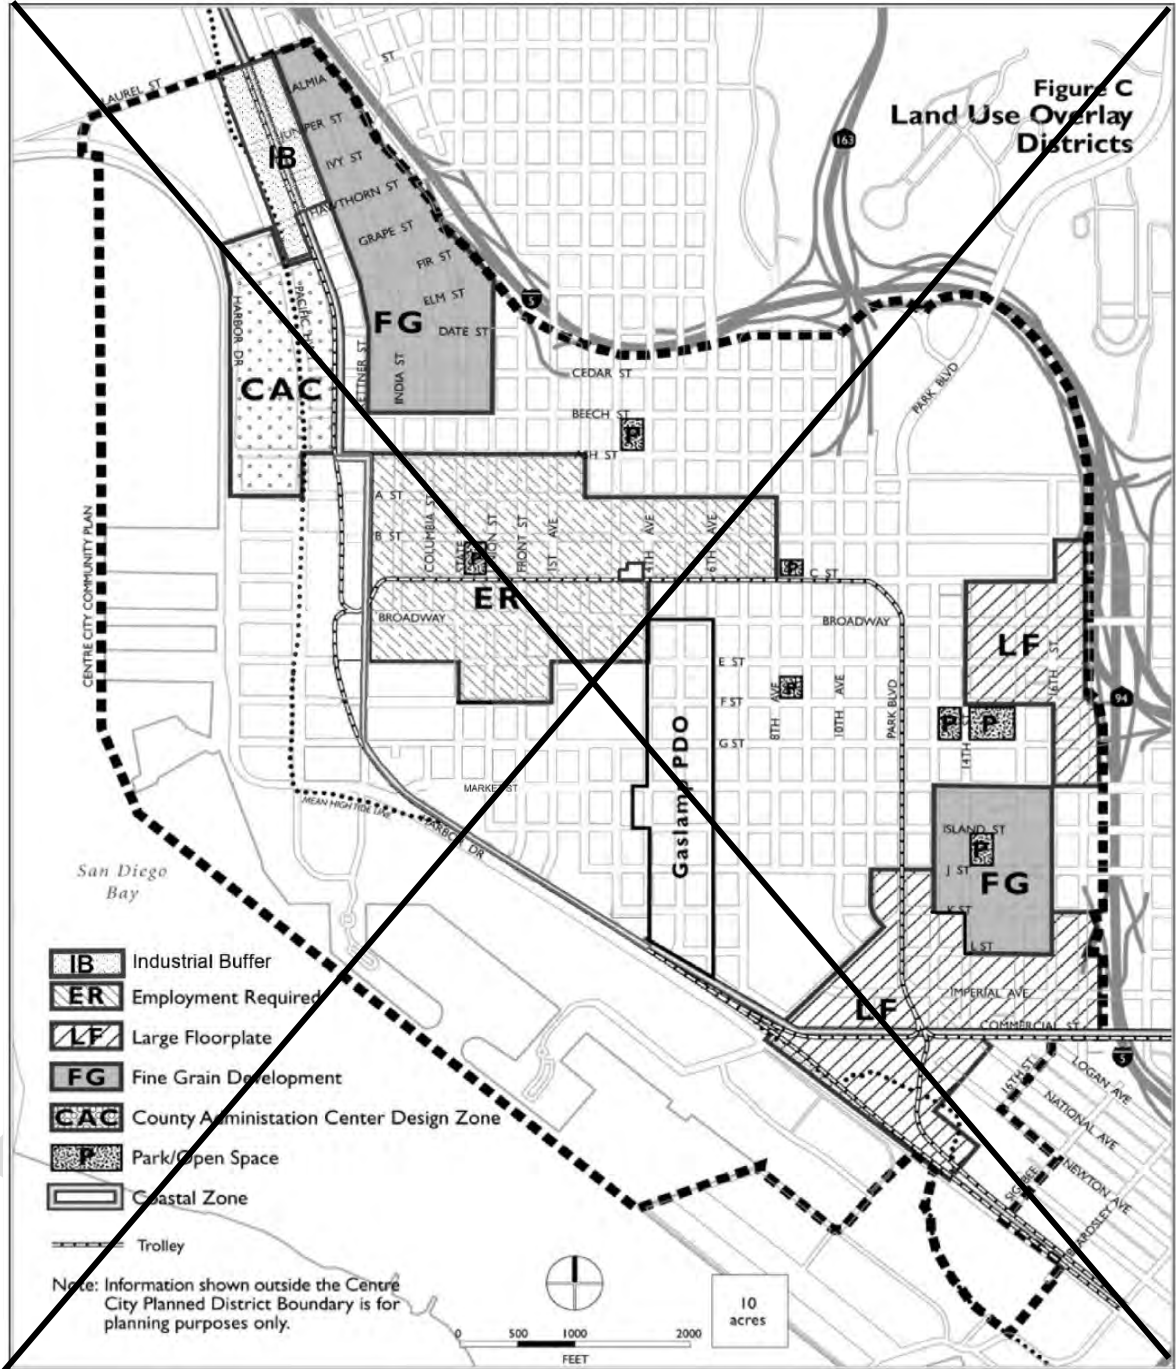 Figure C
Land Use Overlay
Districts
163
LAUREL ST
ST
JUNIPER ST
IB
IVY ST
HAWTHORN ST
GRAPE ST
FIR ST
5
ELM ST
FG
DATE ST
HARBOR DR
INDIA ST
CEDAR ST
PARK BLVD
CAC
BEECH ST
P
ASH ST
A ST
B ST
COLUMBIA ST
STATE
FRONT ST
1ST AVE
4TH AVE
6TH AVE
P
P
C ST
ER
BROADWAY
BROADWAY
LF
16TH ST
CENTRE CITY COMMUNITY PLAN
E ST
P
F ST
8TH AVE
10TH AVE
PARK BLVD
94
P
P
G ST
14TH
Gaslamp PDO
MARKET ST
MEAN HIGH TIDE LINE
HARBOR DR
ISLAND ST
P
J ST
FG
K ST
L ST
San Diego
Bay
IMPERIAL AVE
LF
COMMERCIAL ST
5
16TH ST
LOGAN AVE
NATIONAL AVE
NEWTON AVE
SIGSBEE
BEARDSLEY
IB Industrial Buffer
ER Employment Required
LF Large Floorplate
FG Fine Grain Development
CAC County Administation Center Design Zone
P Park/Open Space
Coastal Zone
Trolley
Note: Information shown outside the Centre
City Planned District Boundary is for
planning purposes only.
10
acres
0 500 1000 2000
FEET